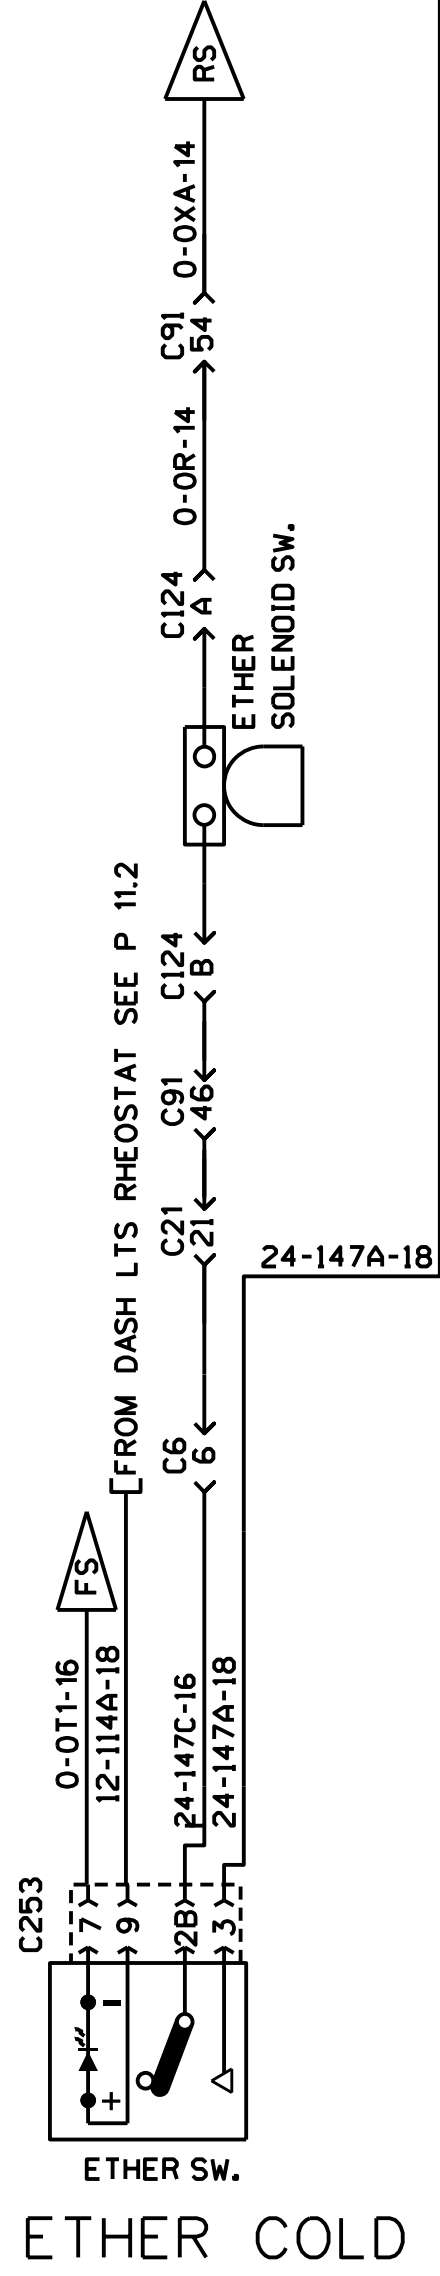 RS
0-0XA-14
C91
54
0-0R-14
C124
A
ETHER
SOLENOID SW.
C124
B
C91
46
C21
21
24-147A-18
[FROM DASH LTS RHEOSTAT SEE P 11.2
C6
6
FS
0-0T1-16
12-114A-18
24-147C-16
24-147A-18
C253
7
9
2B
3
-
+
ETHER SW.
ETHER COLD